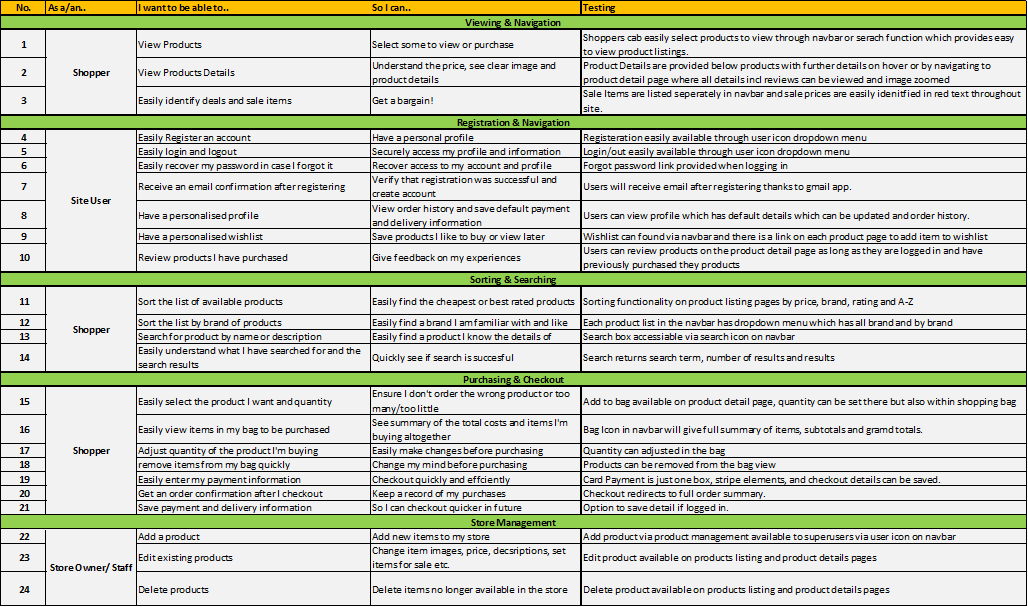 No. As a/an.. I want to be able to.. So I can.. Testing
Viewing & Navigation
1 View Products Select some to view or purchase Shoppers cab easily select products to view through navbar or serach function which provides easy
to view product listings.
Shopper
2 View Products Details Understand the price, see clear image and
product details Product Details are provided below products with further details on hover or by navigating to
product detail page where all details incl reviews can be viewed and image zoomed
3 Easily identify deals and sale items Get a bargain! Sale Items are listed seperately in navbar and sale prices are easily idenitfied in red text throughout
site.
Registration & Navigation
4 Easily Register an account Have a personal profile Registeration easily available through user icon dropdown menu
5 Easily login and logout Securely access my profile and information Login/out easily available through user icon dropdown menu
6 Easily recover my password in case I forgot it Recover access to my account and profile Forgot password link provided when logging in
7 Receive an email confirmation after registering Verify that registration was successful and
create account Users will receive email after registering thanks to gmail app.
Site User
8 Have a personalised profile View order history and save default payment
and delivery information Users can view profile which has default details which can be updated and order history.
9 Have a personalised wishlist Save products I like to buy or view later Wishlist can found via navbar and there is a link on each product page to add item to wishlist
10 Review products I have purchased Give feedback on my experiences Users can review products on the product detail page as long as they are logged in and have
previously purchased they products
Sorting & Searching
11 Sort the list of available products Easily find the cheapest or best rated products Sorting functionality on product listing pages by price, brand, rating and A-Z
12 Sort the list by brand of products Easily find a brand I am familiar with and like Each product list in the navbar has dropdown menu which has all brand and by brand
Shopper
13 Search for product by name or description Easily find a product I know the details of Search box accessiable via search icon on navbar
14 Easily understand what I have searched for and the
search results Quickly see if search is succesful Search returns search term, number of results and results
Purchasing & Checkout
15 Easily select the product I want and quantity Ensure I don't order the wrong product or too
many/too little Add to bag available on product detail page, quantity can be set there but also within shopping bag
16 Easily view items in my bag to be purchased See summary of the total costs and items I'm
buying altogether Bag Icon in navbar will give full summary of items, subtotals and gramd totals.
Shopper
17 Adjust quantity of the product I'm buying Easily make changes before purchasing Quantity can adjusted in the bag
18 remove items from my bag quickly Change my mind before purchasing Products can be removed from the bag view
19 Easily enter my payment information Checkout quickly and effciently Card Payment is just one box, stripe elements, and checkout details can be saved.
20 Get an order confirmation after I checkout Keep a record of my purchases Checkout redirects to full order summary.
21 Save payment and delivery information So I can checkout quicker in future Option to save detail if logged in.
Store Management
22 Add a product Add new items to my store Add product via product management available to superusers via user icon on navbar
23 Edit existing products Change item images, price, decsriptions, set
items for sale etc. Edit product available on products listing and product details pages
Store Owner/ Staff
24 Delete products Delete items no longer available in the store Delete product available on products listing and product details pages